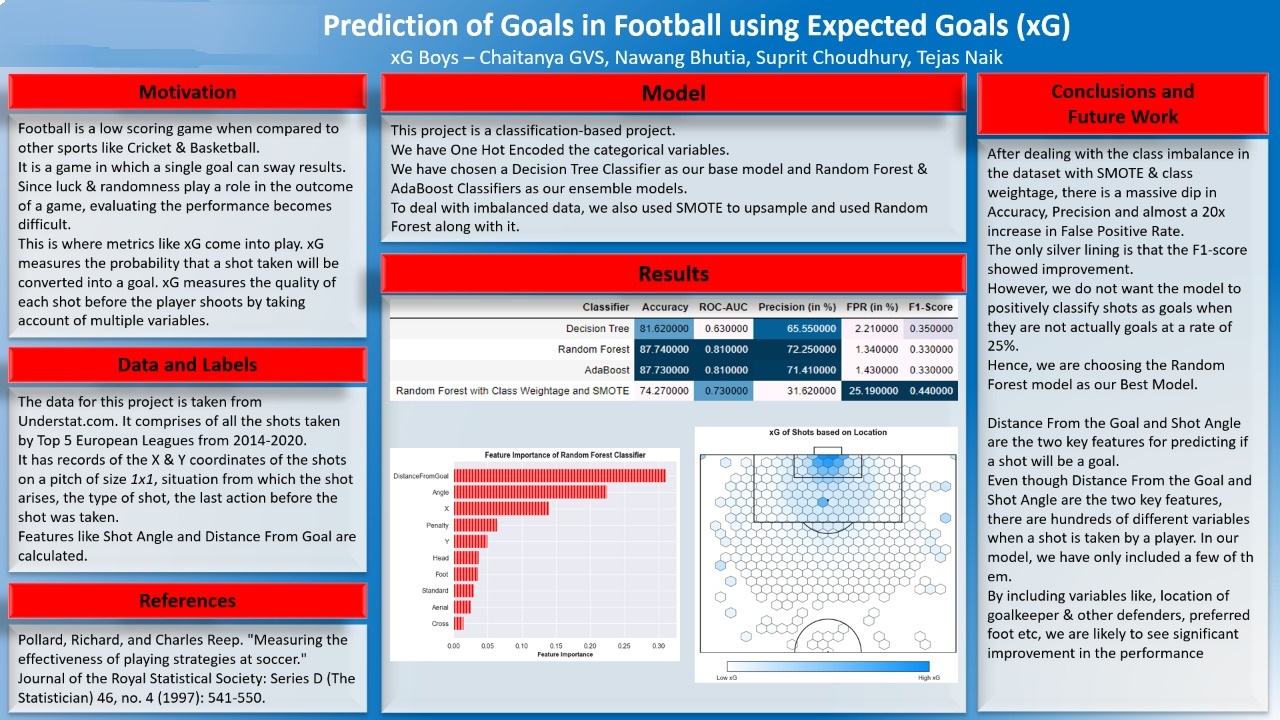 Prediction of Goals in Football using Expected Goals (xG)
xG Boys – Chaitanya GVS, Nawang Bhutia, Suprit Choudhury, Tejas Naik
Motivation
Football is a low scoring game when compared to
other sports like Cricket & Basketball.
It is a game in which a single goal can sway results.
Since luck & randomness play a role in the outcome
of a game, evaluating the performance becomes
difficult.
This is where metrics like xG come into play. xG
measures the probability that a shot taken will be
converted into a goal. xG measures the quality of
each shot before the player shoots by taking
account of multiple variables.
Data and Labels
The data for this project is taken from
Understat.com. It comprises of all the shots taken
by Top 5 European Leagues from 2014-2020.
It has records of the X & Y coordinates of the shots
on a pitch of size 1x1, situation from which the shot
arises, the type of shot, the last action before the
shot was taken.
Features like Shot Angle and Distance From Goal are
calculated.
References
Pollard, Richard, and Charles Reep. "Measuring the
effectiveness of playing strategies at soccer."
Journal of the Royal Statistical Society: Series D (The
Statistician) 46, no. 4 (1997): 541-550.
Model
This project is a classification-based project.
We have One Hot Encoded the categorical variables.
We have chosen a Decision Tree Classifier as our base model and Random Forest &
AdaBoost Classifiers as our ensemble models.
To deal with imbalanced data, we also used SMOTE to upsample and used Random
Forest along with it.
Results
Classifier Accuracy ROC-AUC Precision (in %) FPR (in %) F1-Score
Decision Tree 81.620000 0.630000 65.550000 2.210000 0.350000
Random Forest 87.740000 0.810000 72.250000 1.340000 0.330000
AdaBoost 87.730000 0.810000 71.410000 1.430000 0.330000
Random Forest with Class Weightage and SMOTE 74.270000 0.730000 31.620000 25.190000 0.440000
Feature Importance of Random Forest Classifier
DistanceFromGoal
Angle
X
Penalty
Y
Head
Foot
Standard
Aerial
Cross
0.00 0.05 0.10 0.15 0.20 0.25 0.30
Feature Importance
xG of Shots based on Location
Low xG High xG
Conclusions and
Future Work
After dealing with the class imbalance in
the dataset with SMOTE & class
weightage, there is a massive dip in
Accuracy, Precision and almost a 20x
increase in False Positive Rate.
The only silver lining is that the F1-score
showed improvement.
However, we do not want the model to
positively classify shots as goals when
they are not actually goals at a rate of
25%.
Hence, we are choosing the Random
Forest model as our Best Model.
Distance From the Goal and Shot Angle
are the two key features for predicting if
a shot will be a goal.
Even though Distance From the Goal and
Shot Angle are the two key features,
there are hundreds of different variables
when a shot is taken by a player. In our
model, we have only included a few of th
em.
By including variables like, location of
goalkeeper & other defenders, preferred
foot etc, we are likely to see significant
improvement in the performance